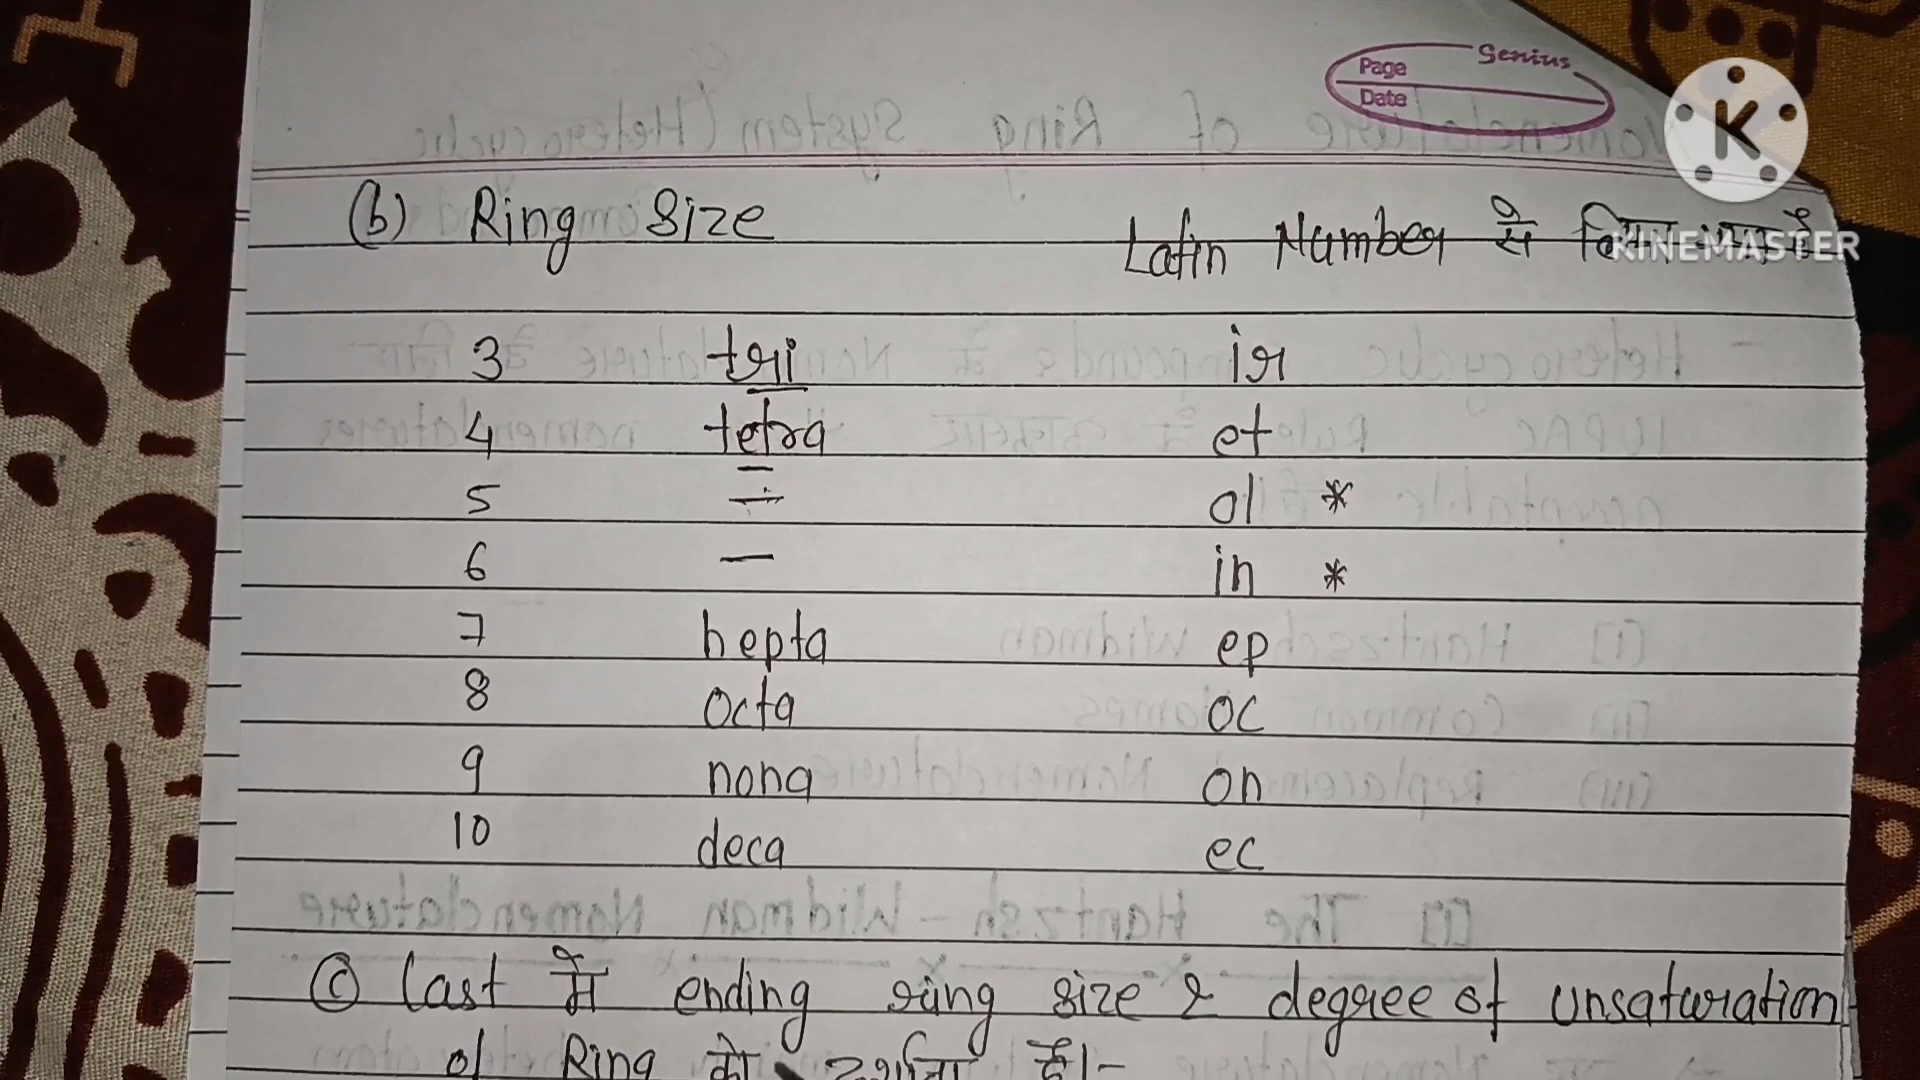 Genius
Page
Date
K
KINEMASTER
(b) Ring Size Latin Number से लिया
3 tri ir
4 tetra et
5 — ol *
6 — in *
7 hepta ep
8 octa oc
9 nona on
10 deca ec
(c) Last में ending ring size & degree of unsaturation
of Ring को दर्शाता है।-